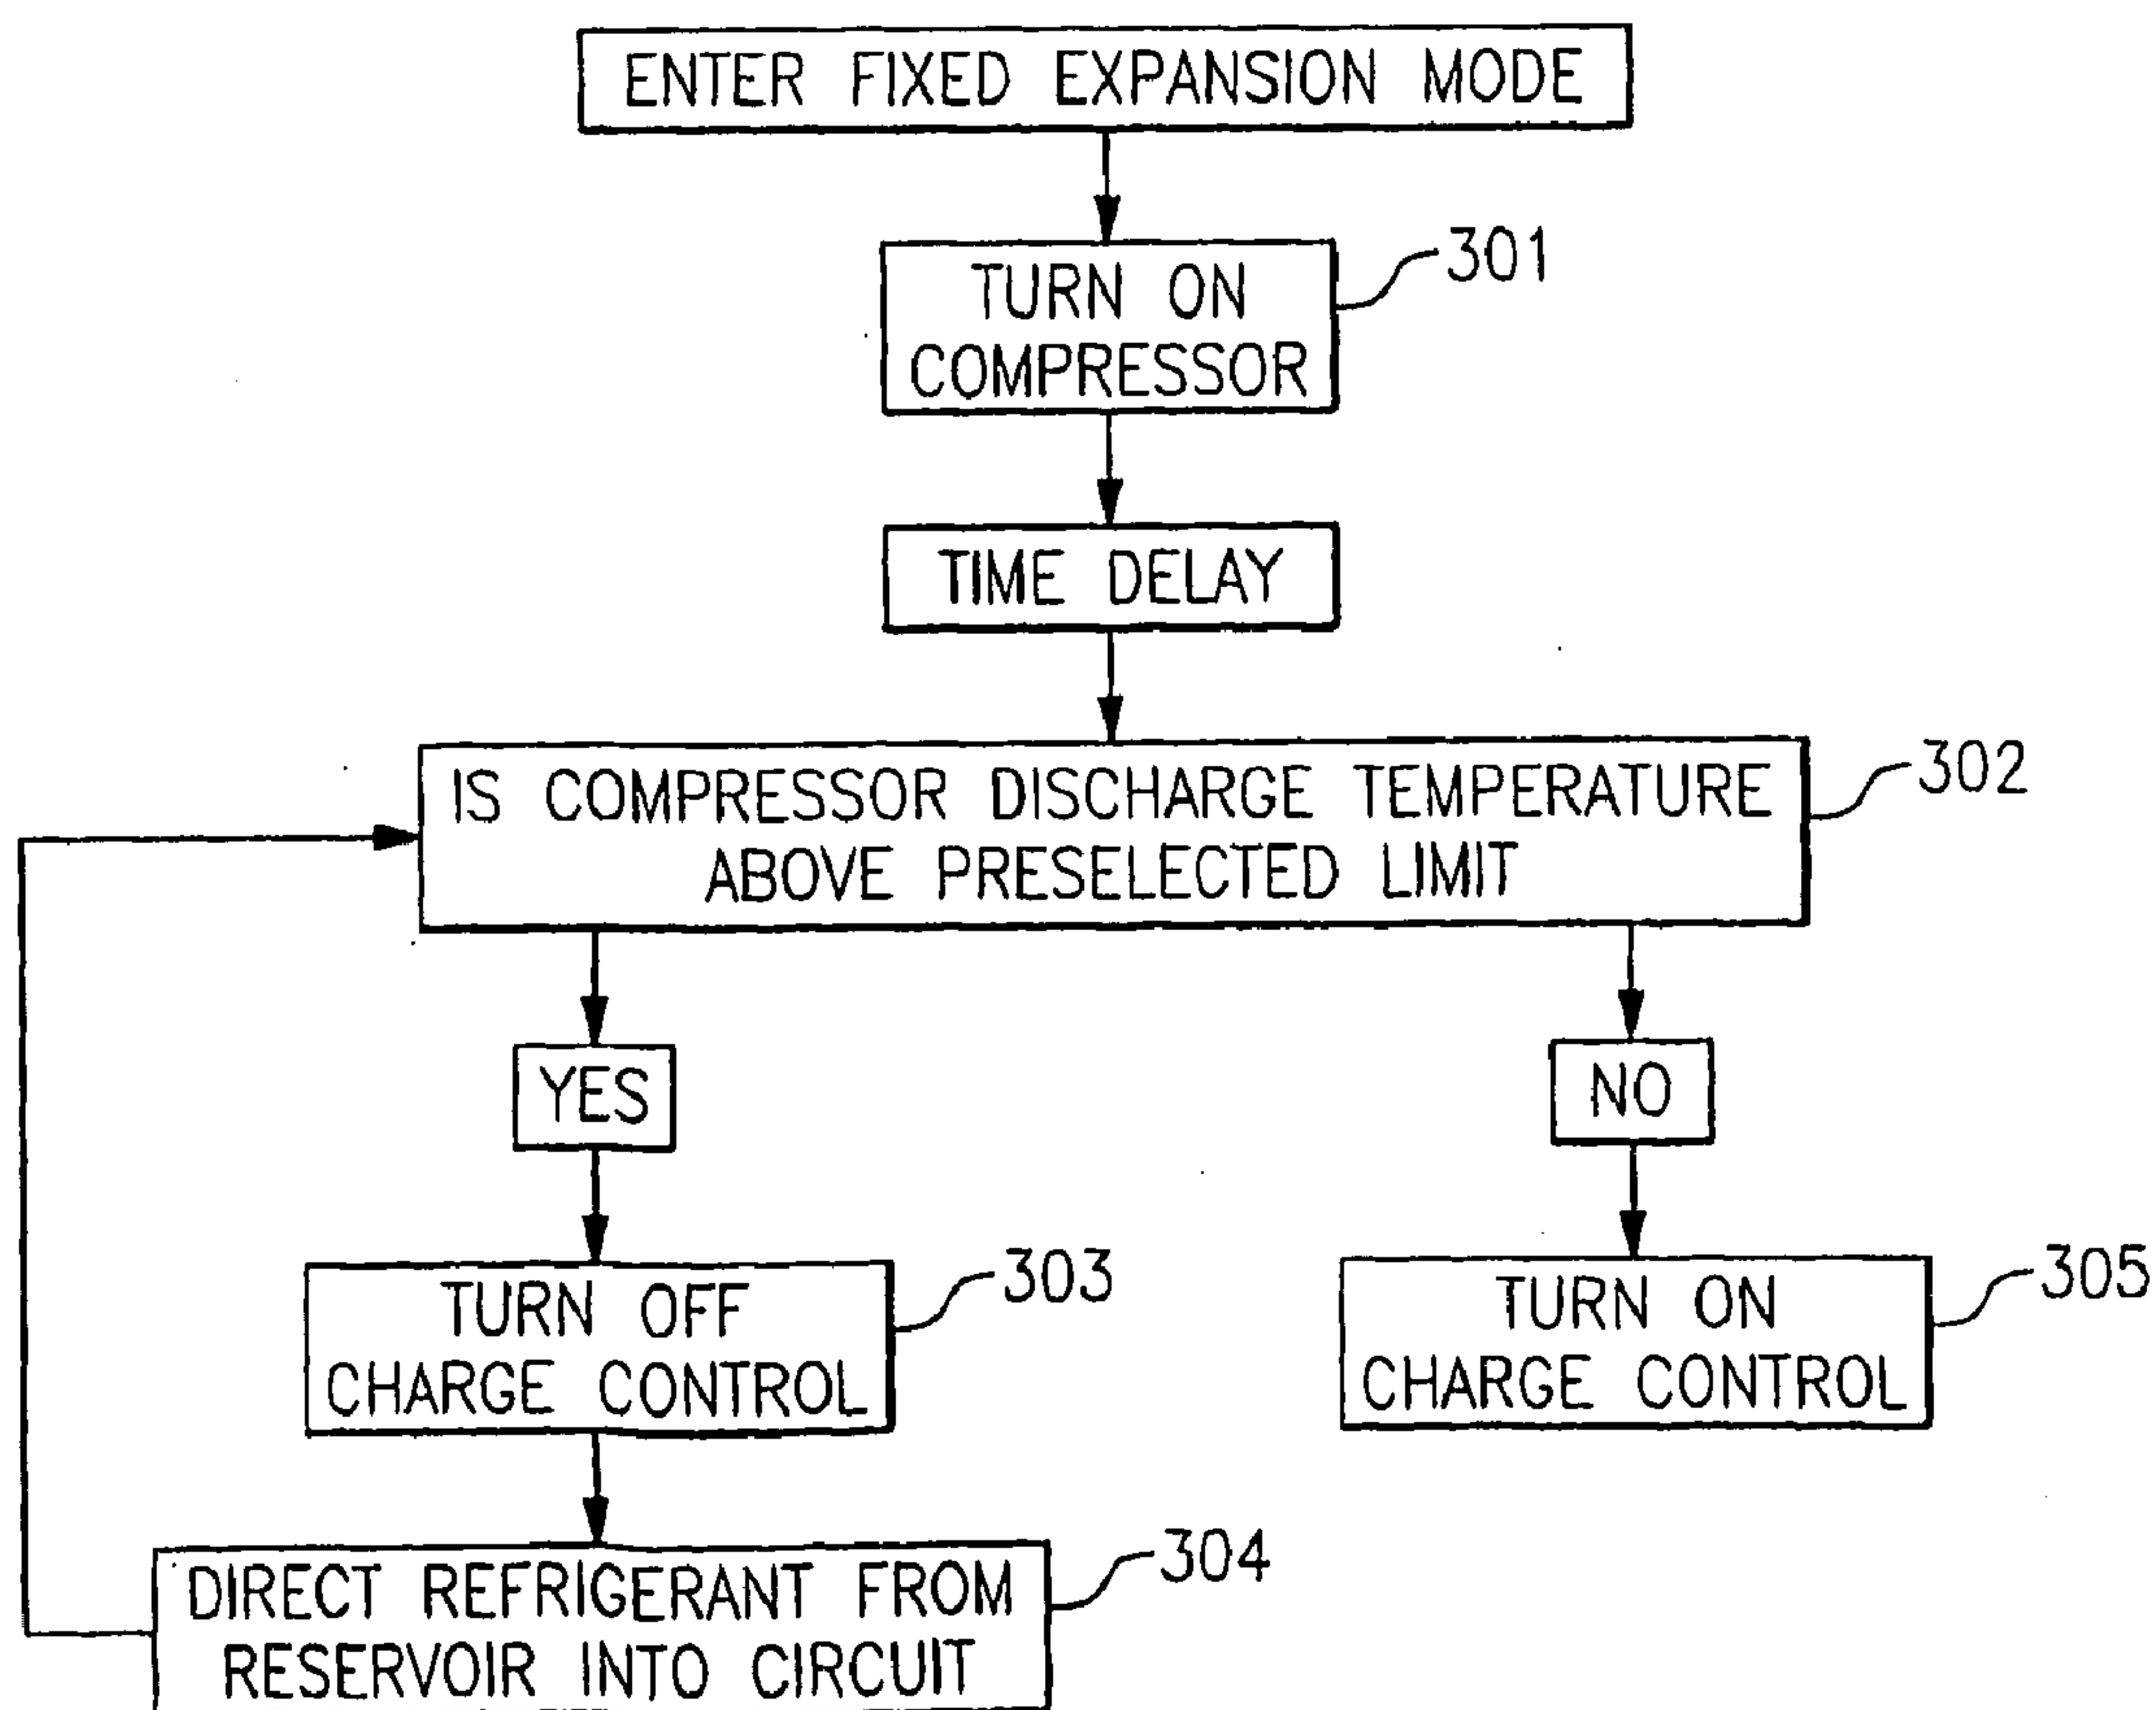 ENTER FIXED EXPANSION MODE
TURN ON
COMPRESSOR
301
TIME DELAY
IS COMPRESSOR DISCHARGE TEMPERATURE
ABOVE PRESELECTED LIMIT
302
YES
NO
TURN OFF
CHARGE CONTROL
303
TURN ON
CHARGE CONTROL
305
DIRECT REFRIGERANT FROM
RESERVOIR INTO CIRCUIT
304